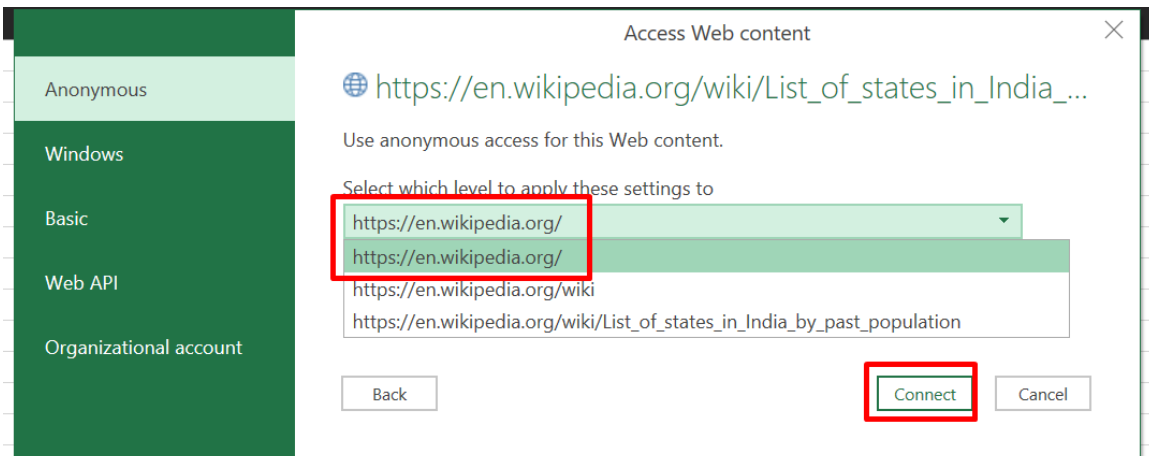 Access Web content
Anonymous
Windows
Basic
Web API
Organizational account
https://en.wikipedia.org/wiki/List_of_states_in_India_...
Use anonymous access for this Web content.
Select which level to apply these settings to
https://en.wikipedia.org/
https://en.wikipedia.org/
https://en.wikipedia.org/wiki
https://en.wikipedia.org/wiki/List_of_states_in_India_by_past_population
Back
Connect
Cancel